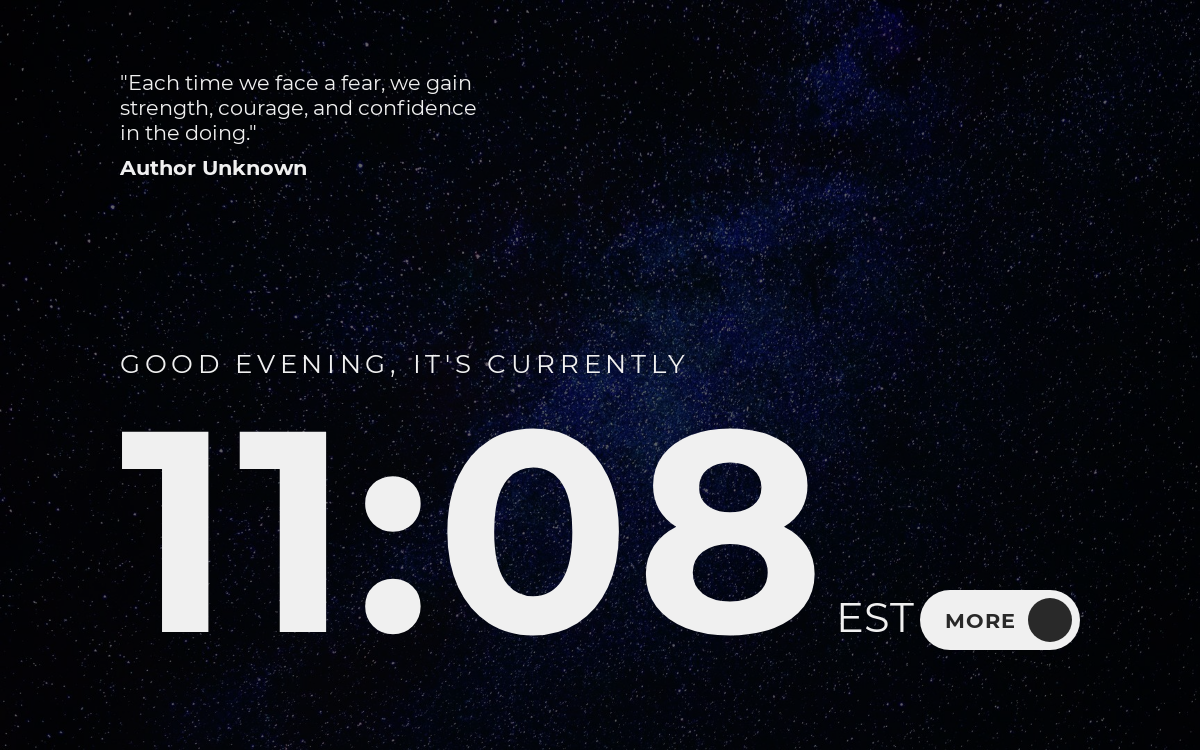 "Each time we face a fear, we gain
strength, courage, and confidence
in the doing."
Author Unknown
GOOD EVENING, IT'S CURRENTLY
11:08 EST MORE